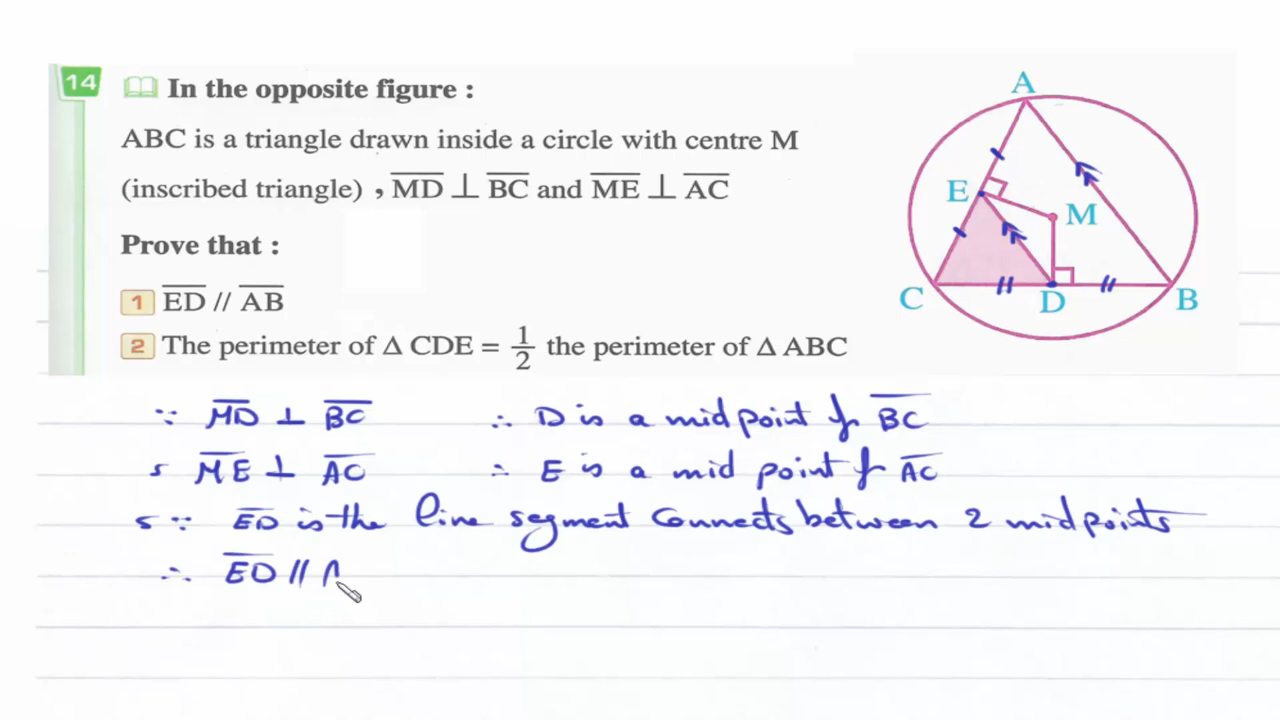 14 In the opposite figure :
ABC is a triangle drawn inside a circle with centre M
(inscribed triangle) , MD ⊥ BC and ME ⊥ AC
Prove that :
1 ED // AB
2 The perimeter of Δ CDE = 1/2 the perimeter of Δ ABC
A
E
M
C
D
B
∵ MD ⊥ BC ∴ D is a midpoint of BC
, ME ⊥ AC ∴ E is a mid point of AC
, ∵ ED is the line segment connects between 2 midpoints
∴ ED //